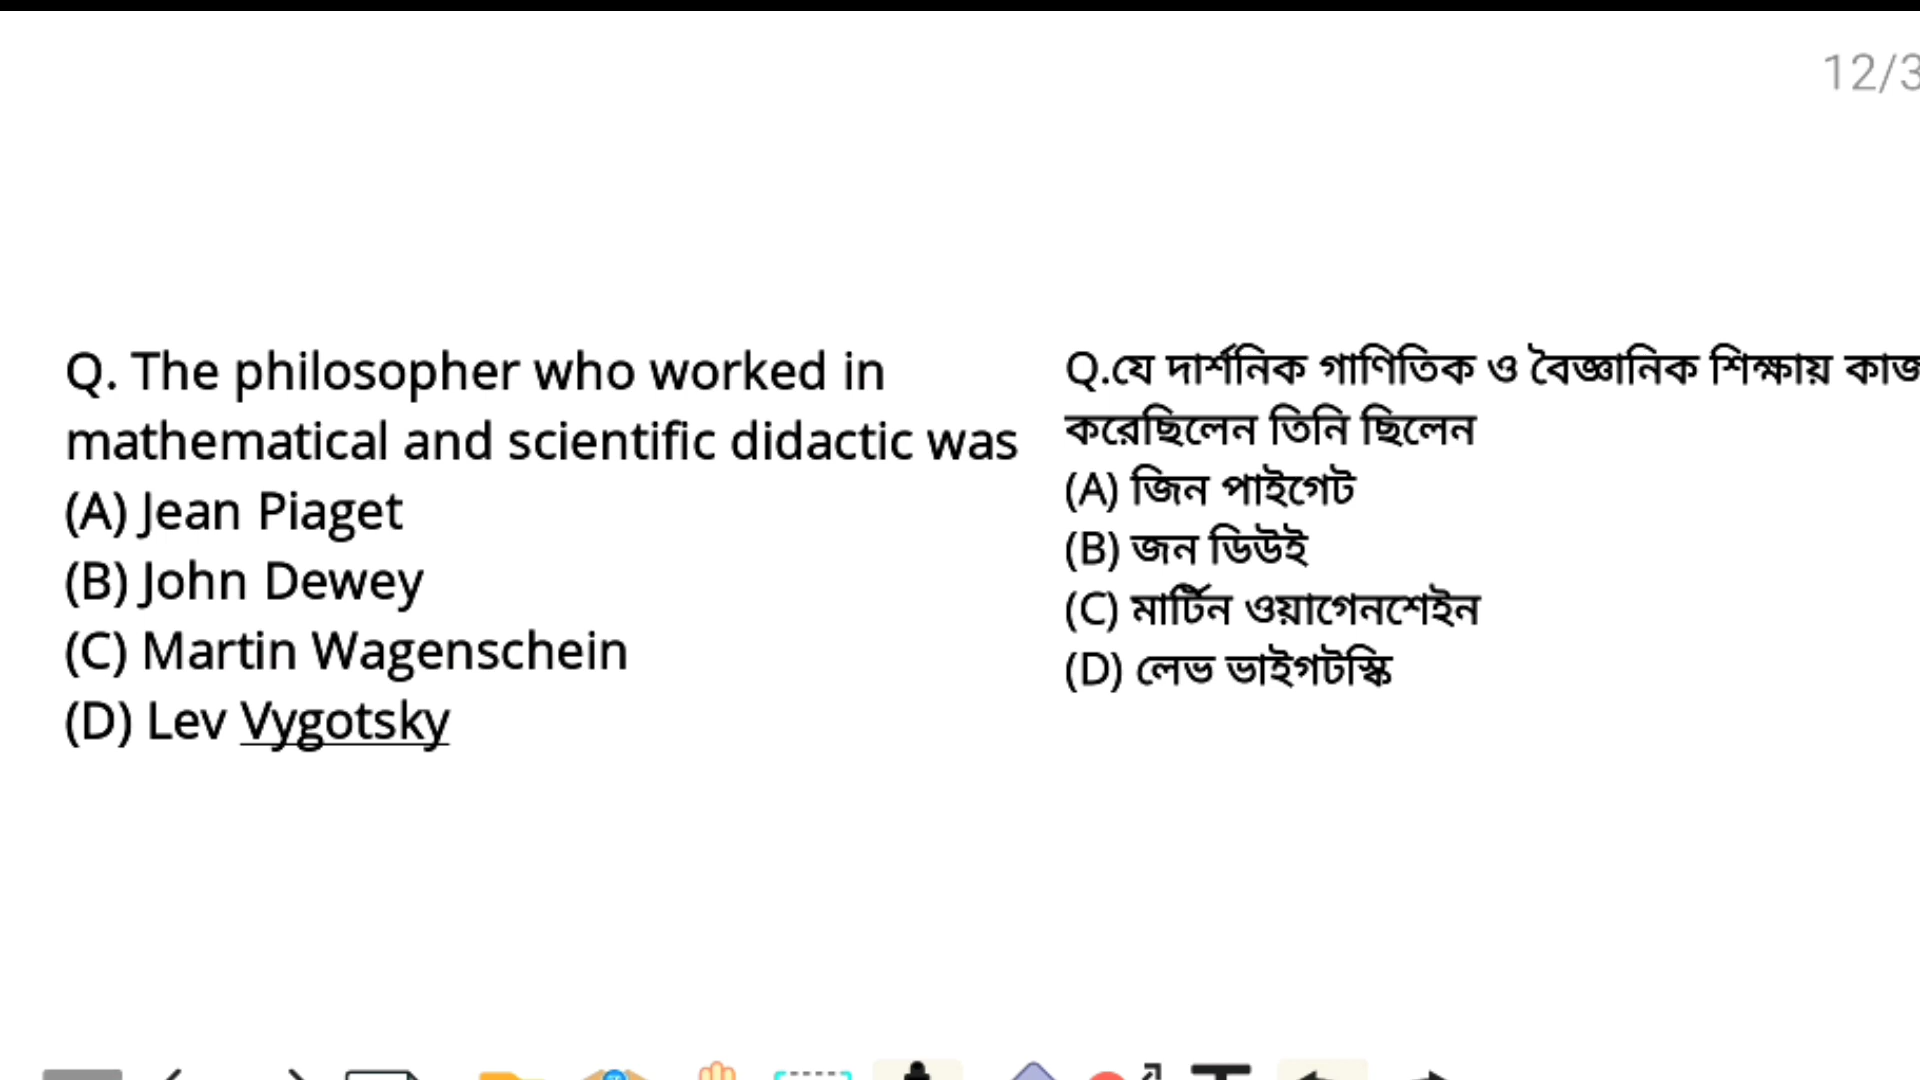 12/3
Q. The philosopher who worked in
mathematical and scientific didactic was
(A) Jean Piaget
(B) John Dewey
(C) Martin Wagenschein
(D) Lev Vygotsky
Q.যে দার্শনিক গাণিতিক ও বৈজ্ঞানিক শিক্ষায় কাজ
করেছিলেন তিনি ছিলেন
(A) জিন পাইগেট
(B) জন ডিউই
(C) মার্টিন ওয়াগেনশেইন
(D) লেভ ভাইগটস্কি